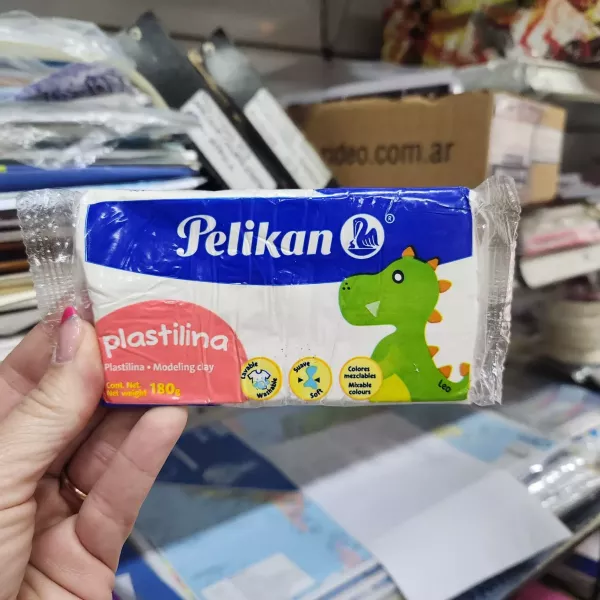 ideo.com.ar
Pelikan ®
plastilina
Plastilina • Modeling clay
Cont. Net.
Net weight 180g
Lavable
Washable
Suave
Soft
Colores
mezclables
Mixable
colours
Leo